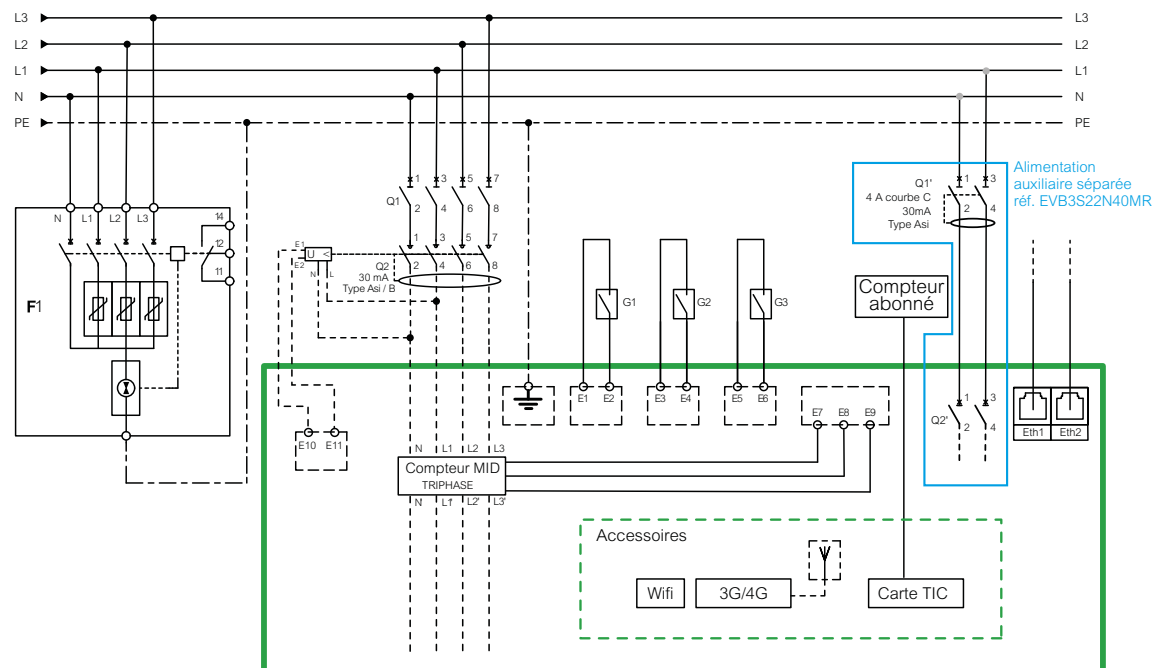 L3 L3
L2 L2
L1 L1
N N
PE PE
Alimentation
auxiliaire séparée
réf. EVB3S22N40MR
1 3 5 7
Q1
2 4 6 8
Q1' 1 3
4 A courbe C
30mA
Type Asi
2 4
N L1 L2 L3 14
12
11
F1
E1
E2
U <
N L
1 3 5 7
Q2
30 mA
Type Asi / B
2 4 6 8
G1 G2 G3
Compteur
abonné
E1 E2 E3 E4 E5 E6 E7 E8 E9
1 3
Q2'
2 4
Eth1 Eth2
E10 E11
N L1 L2 L3
Compteur MID
TRIPHASE
N' L1' L2' L3'
Accessoires
Wifi 3G/4G Carte TIC